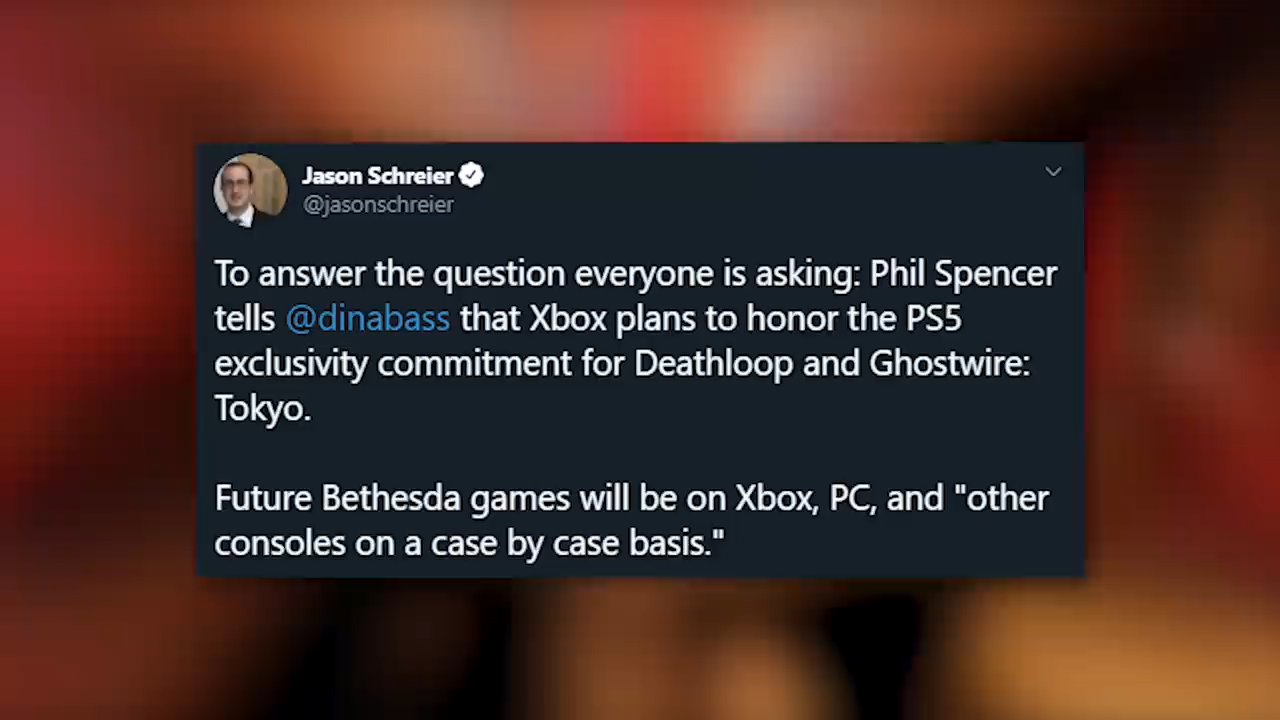 Jason Schreier
@jasonschreier
To answer the question everyone is asking: Phil Spencer
tells @dinabass that Xbox plans to honor the PS5
exclusivity commitment for Deathloop and Ghostwire:
Tokyo.
Future Bethesda games will be on Xbox, PC, and "other
consoles on a case by case basis."